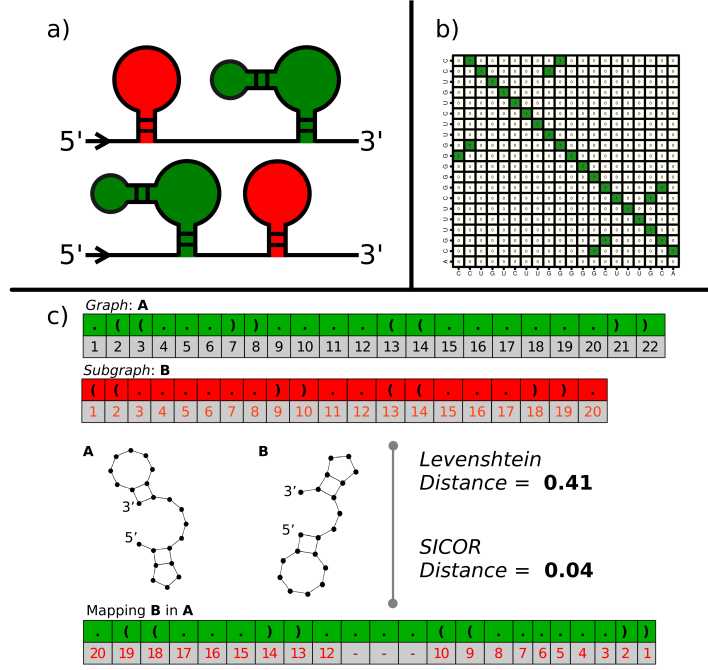 a)
5' 3'
5' 3'
b)
C C U G U C U U G G G G G C U U U G C A
c)
Graph: A
. ( ( . . . ) ) . . . . ( ( . . . . . . ) )
1 2 3 4 5 6 7 8 9 10 11 12 13 14 15 16 17 18 19 20 21 22
Subgraph: B
( ( . . . . . . ) ) . . ( ( . . . ) ) .
1 2 3 4 5 6 7 8 9 10 11 12 13 14 15 16 17 18 19 20
A
3’
5’
B
3’
5’
Levenshtein
Distance = 0.41
SICOR
Distance = 0.04
Mapping B in A
. ( ( . . . ) ) . . . . ( ( . . . . . . ) )
20 19 18 17 16 15 14 13 12 - - - 10 9 8 7 6 5 4 3 2 1